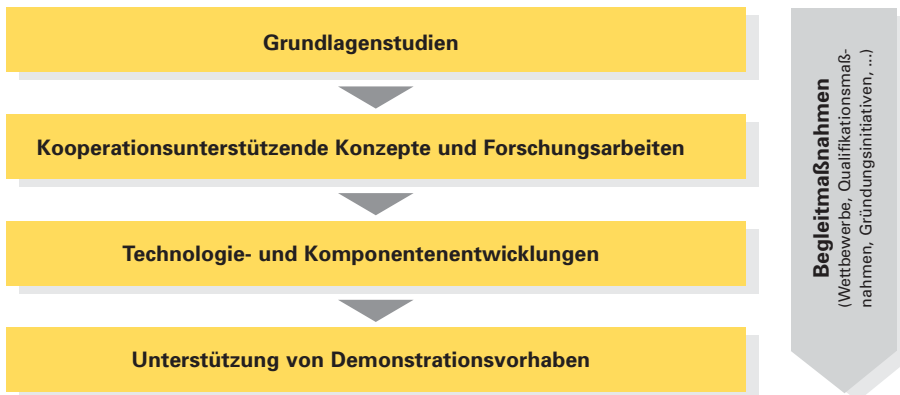 Grundlagenstudien
Kooperationsunterstützende Konzepte und Forschungsarbeiten
Technologie- und Komponentenentwicklungen
Unterstützung von Demonstrationsvorhaben
Begleitmaßnahmen
(Wettbewerbe, Qualifikationsmaß-
nahmen, Gründungsinitiativen, ...)